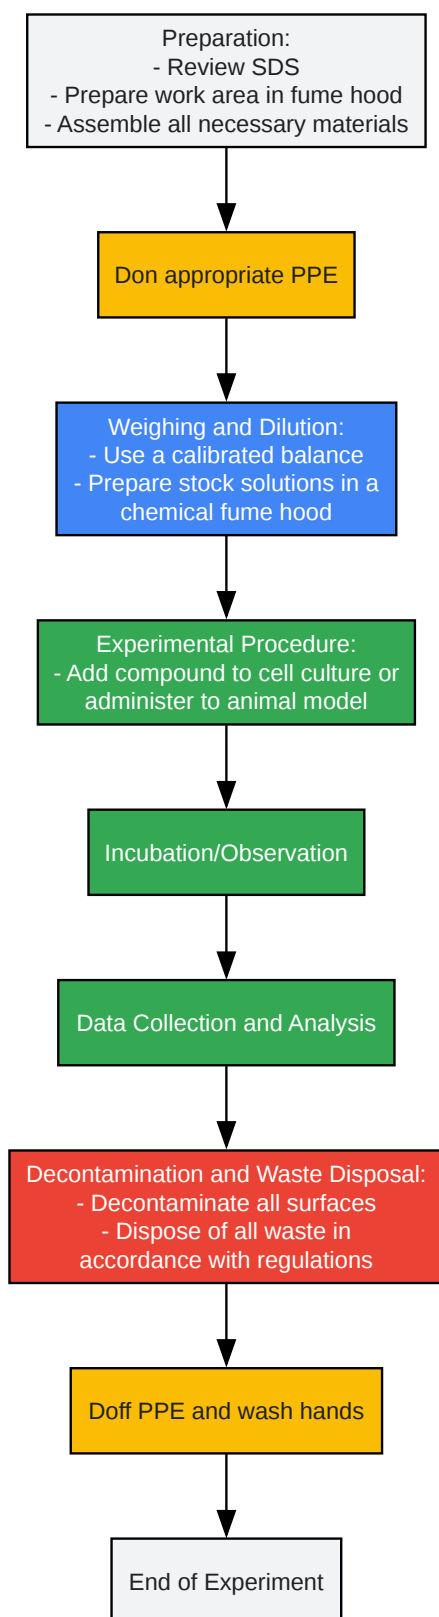 Preparation:
- Review SDS
- Prepare work area in fume hood
- Assemble all necessary materials
Don appropriate PPE
Weighing and Dilution:
- Use a calibrated balance
- Prepare stock solutions in a
chemical fume hood
Experimental Procedure:
- Add compound to cell culture or
administer to animal model
Incubation/Observation
Data Collection and Analysis
Decontamination and Waste Disposal:
- Decontaminate all surfaces
- Dispose of all waste in
accordance with regulations
Doff PPE and wash hands
End of Experiment